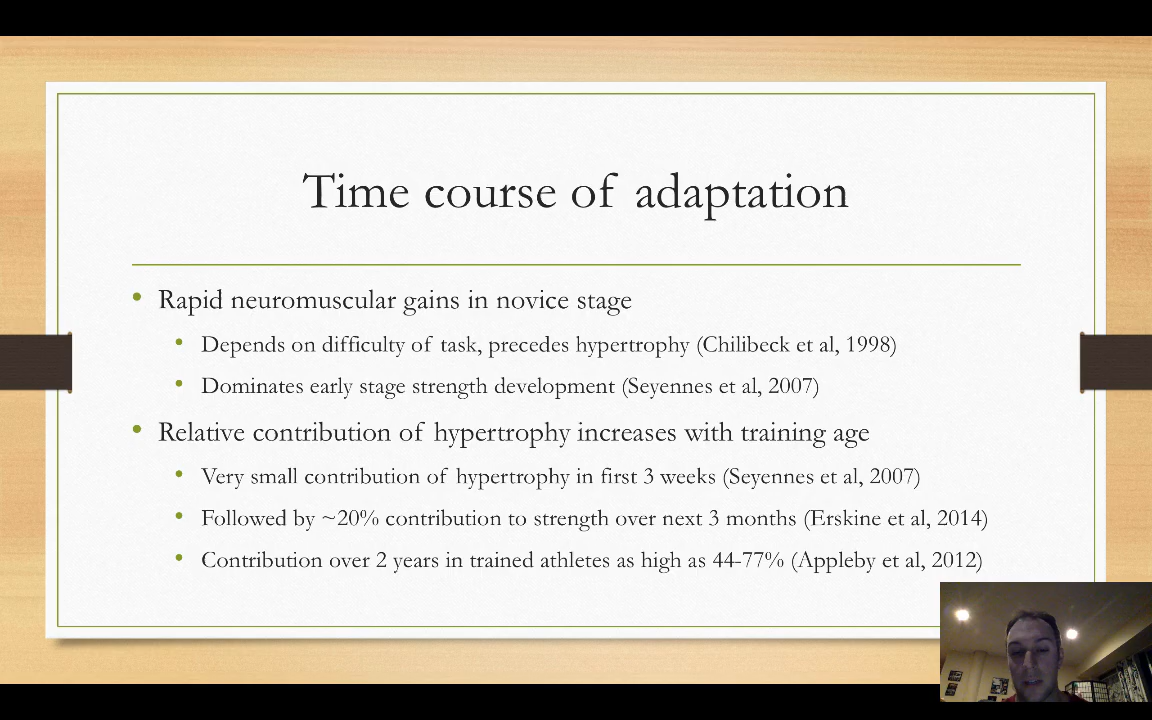 Time course of adaptation
• Rapid neuromuscular gains in novice stage
• Depends on difficulty of task, precedes hypertrophy (Chilibeck et al, 1998)
• Dominates early stage strength development (Seyennes et al, 2007)
• Relative contribution of hypertrophy increases with training age
• Very small contribution of hypertrophy in first 3 weeks (Seyennes et al, 2007)
• Followed by ~20% contribution to strength over next 3 months (Erskine et al, 2014)
• Contribution over 2 years in trained athletes as high as 44-77% (Appleby et al, 2012)